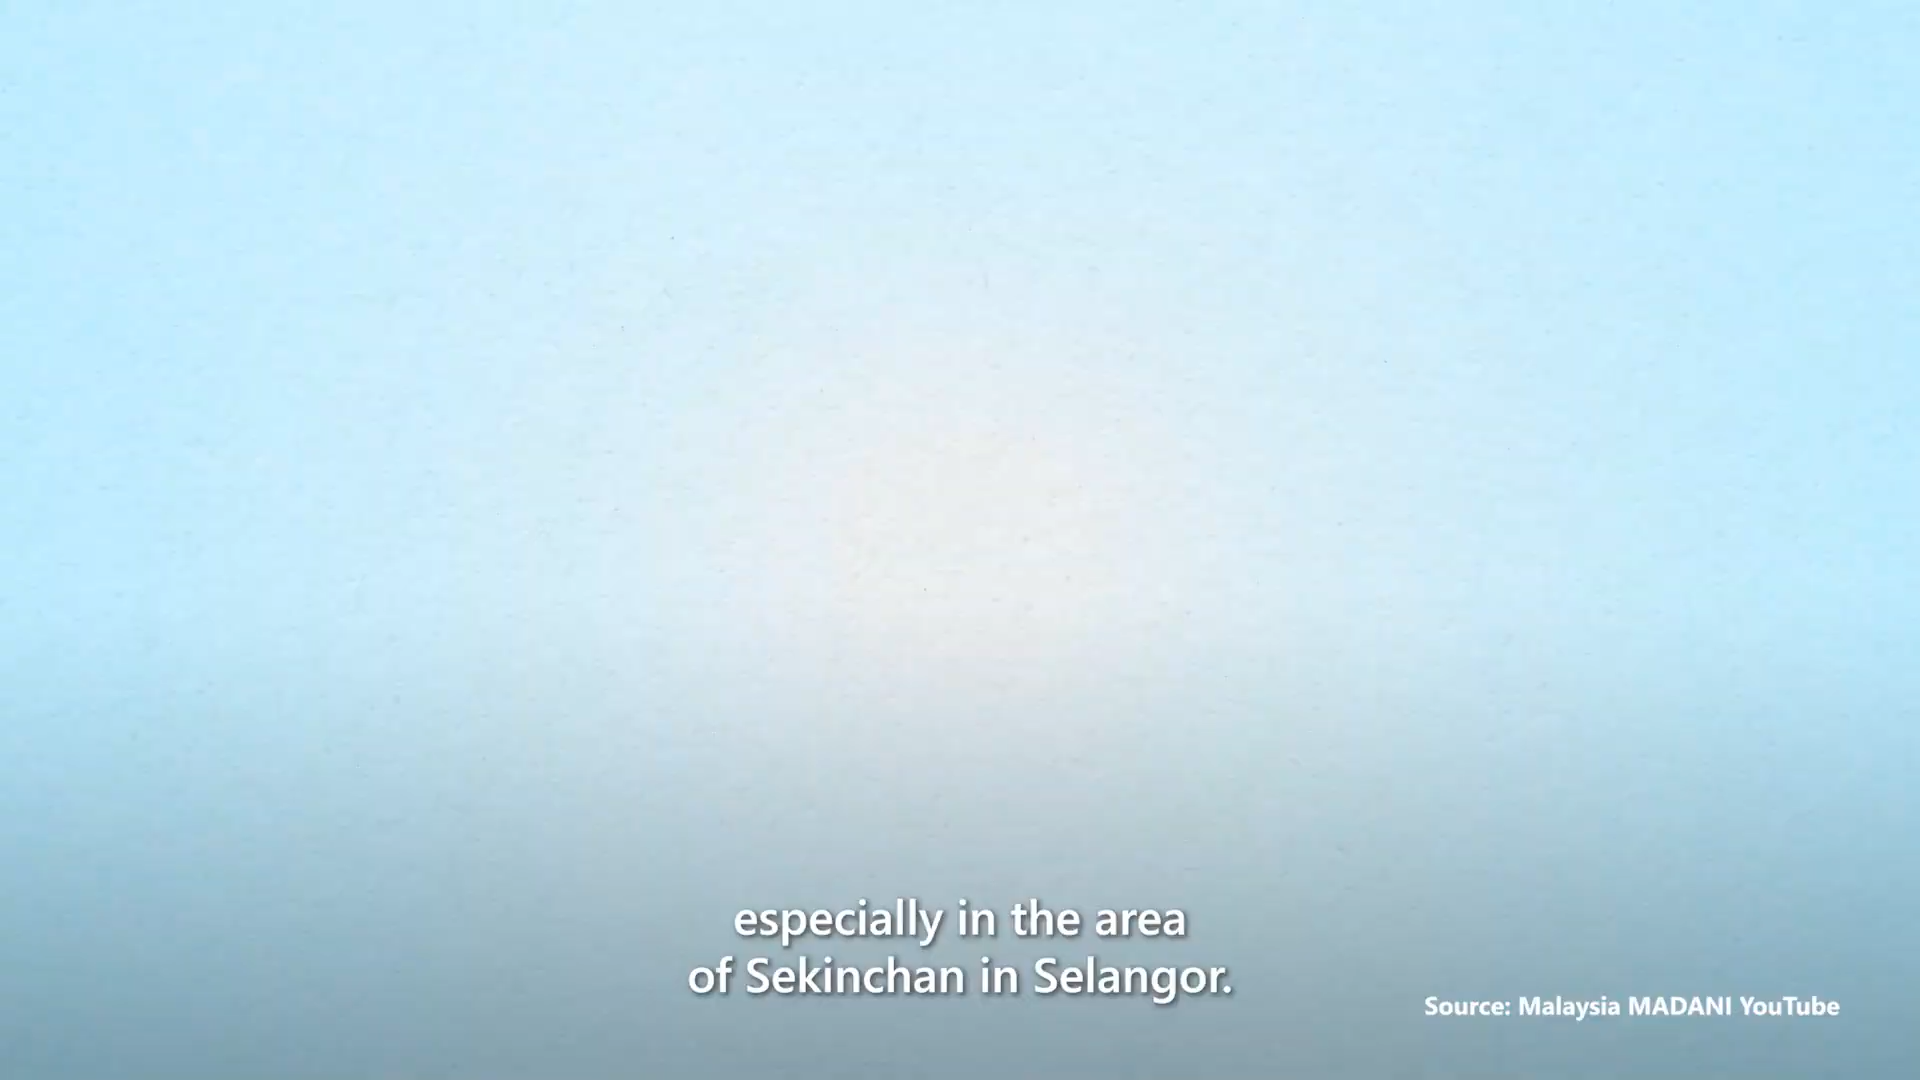 especially in the area
of Sekinchan in Selangor.
Source: Malaysia MADANI YouTube